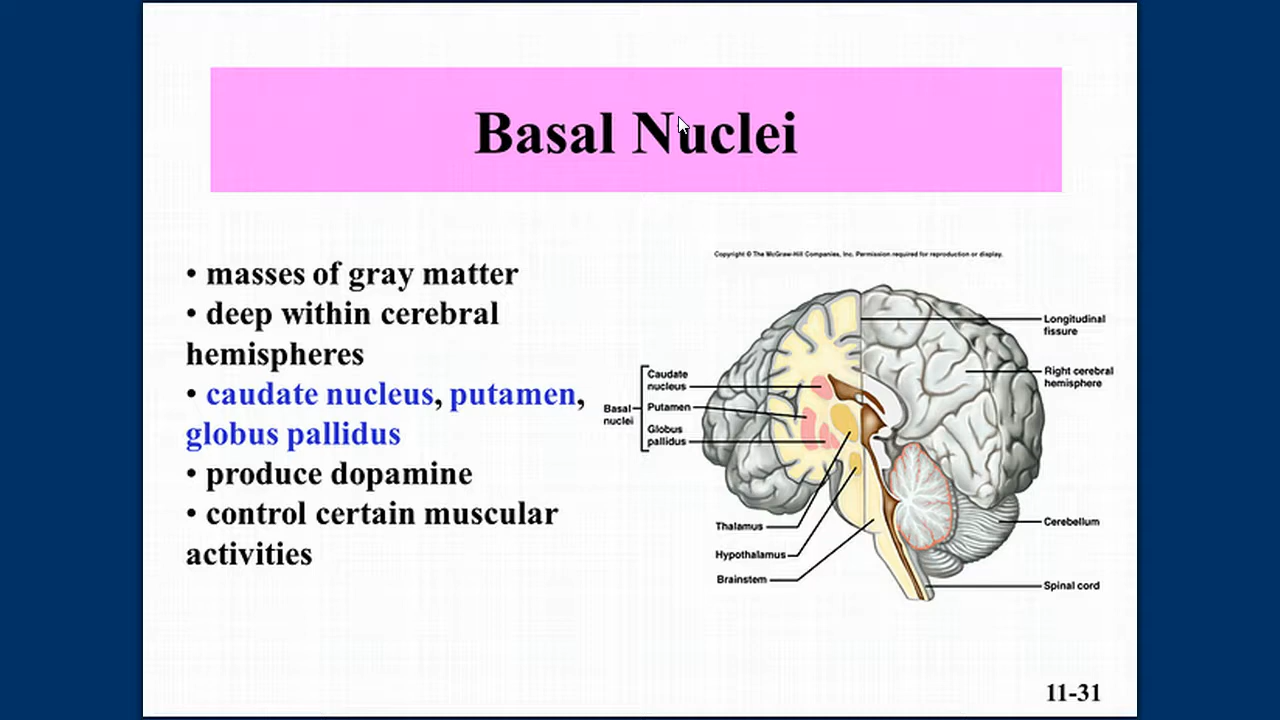 Basal Nuclei
• masses of gray matter
• deep within cerebral
hemispheres
• caudate nucleus, putamen,
globus pallidus
• produce dopamine
• control certain muscular
activities
Copyright © The McGraw-Hill Companies, Inc. Permission required for reproduction or display.
Basal
nuclei
Caudate
nucleus
Putamen
Globus
pallidus
Thalamus
Hypothalamus
Brainstem
Longitudinal
fissure
Right cerebral
hemisphere
Cerebellum
Spinal cord
11-31